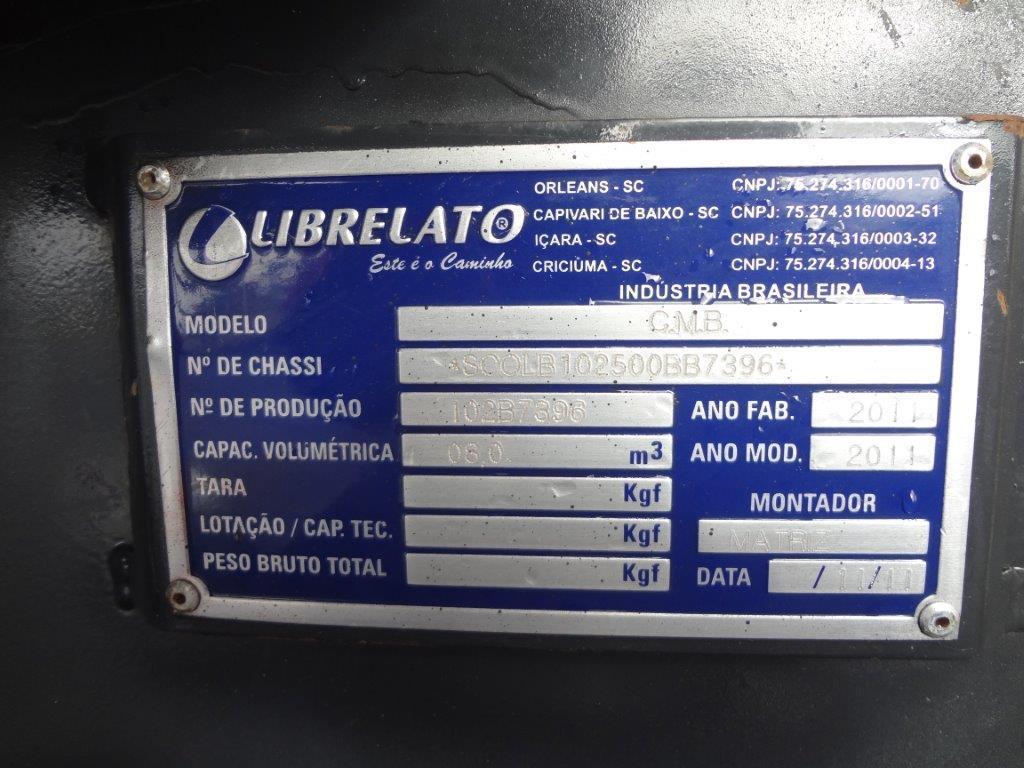 LIBRELATO®
Este é o Caminho
ORLEANS - SC CNPJ: 75.274.316/0001-70
CAPIVARI DE BAIXO - SC CNPJ: 75.274.316/0002-51
IÇARA - SC CNPJ: 75.274.316/0003-32
CRICIÚMA - SC CNPJ: 75.274.316/0004-13
INDÚSTRIA BRASILEIRA
MODELO C.M.B.
Nº DE CHASSI *SCOLB102500BB7396*
Nº DE PRODUÇÃO 102B7396 ANO FAB. 2011
CAPAC. VOLUMÉTRICA m³ ANO MOD. 2011
TARA Kgf
MONTADOR
LOTAÇÃO / CAP. TEC. Kgf
MATRIZ
PESO BRUTO TOTAL Kgf DATA /11/11